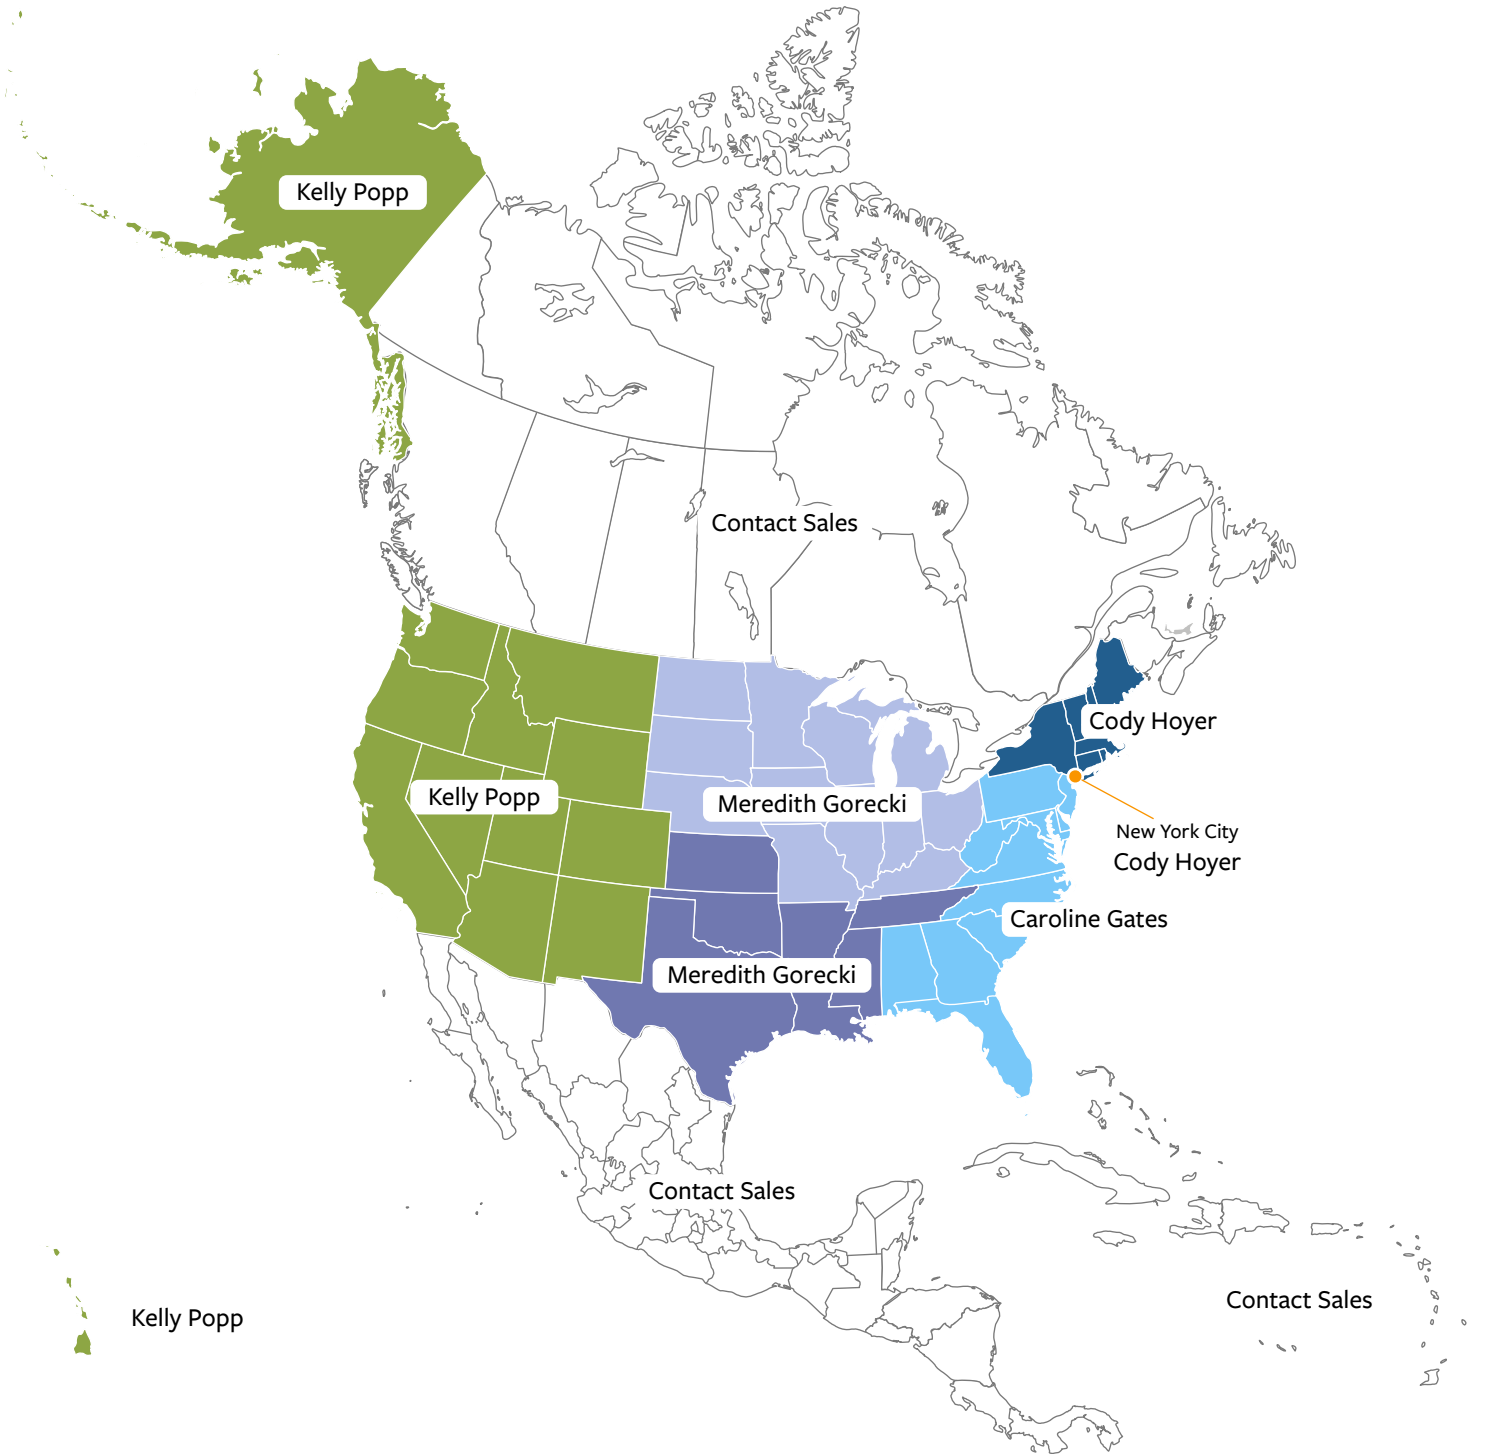 Kelly Popp
Contact Sales
Cody Hoyer
Kelly Popp
Meredith Gorecki
New York City
Cody Hoyer
Caroline Gates
Meredith Gorecki
Contact Sales
Contact Sales
Kelly Popp